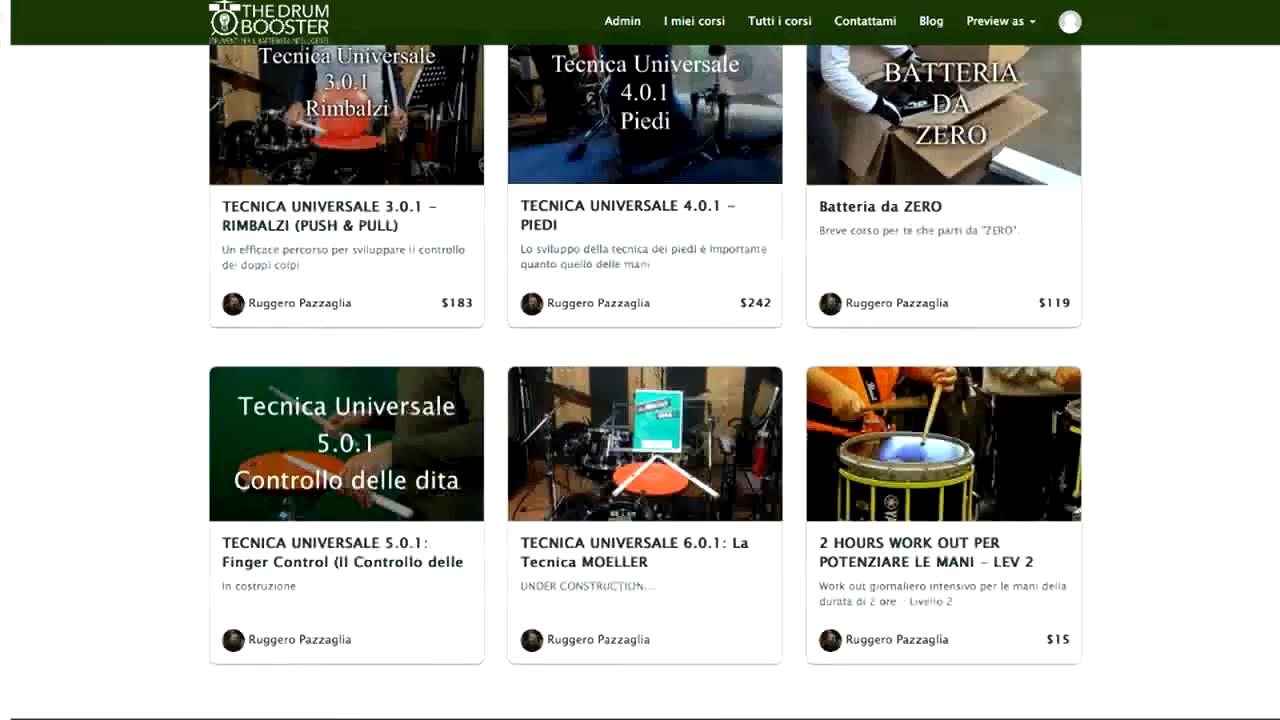 THE DRUM
BOOSTER
Admin I miei corsi Tutti i corsi Contattami Blog Preview as
Tecnica Universale
3.0.1
Rimbalzi
Tecnica Universale
4.0.1
Piedi
BATTERIA
DA
ZERO
TECNICA UNIVERSALE 3.0.1 -
RIMBALZI (PUSH & PULL)
Un efficace percorso per sviluppare il controllo
dei doppi colpi
Ruggero Pazzaglia $183
TECNICA UNIVERSALE 4.0.1 -
PIEDI
Lo sviluppo della tecnica dei piedi è importante
quanto quello delle mani
Ruggero Pazzaglia $242
Batteria da ZERO
Breve corso per te che parti da "ZERO".
Ruggero Pazzaglia $119
Tecnica Universale
5.0.1
Controllo delle dita
TECNICA UNIVERSALE 5.0.1:
Finger Control (Il Controllo delle
In costruzione
Ruggero Pazzaglia
TECNICA UNIVERSALE 6.0.1: La
Tecnica MOELLER
UNDER CONSTRUCTION...
Ruggero Pazzaglia
2 HOURS WORK OUT PER
POTENZIARE LE MANI - LEV 2
Work out giornaliero intensivo per le mani della
durata di 2 ore - Livello 2
Ruggero Pazzaglia $15